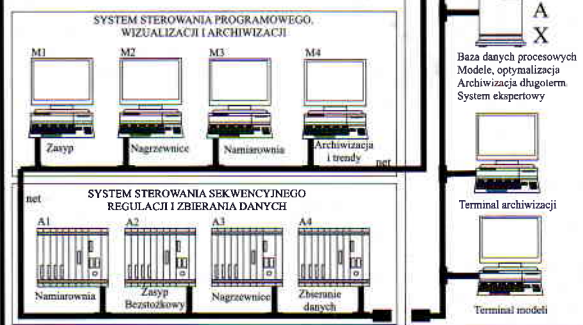 SYSTEM STEROWANIA PROGRAMOWEGO,
WIZUALIZACJI I ARCHIWIZACJI
M1
M2
M3
M4
Zasyp
Nagrzewnice
Namiarownia
Archiwizacja
i trendy
net
A
X
Baza danych procesowych
Modele, optymalizacja
Archiwizacja długoterm.
System ekspertowy
net
SYSTEM STEROWANIA SEKWENCYJNEGO
REGULACJI I ZBIERANIA DANYCH
A1
A2
A3
A4
Namiarownia
Zasyp
Bezstożkowy
Nagrzewnice
Zbieranie
danych
Terminal archiwizacji
Terminal modeli